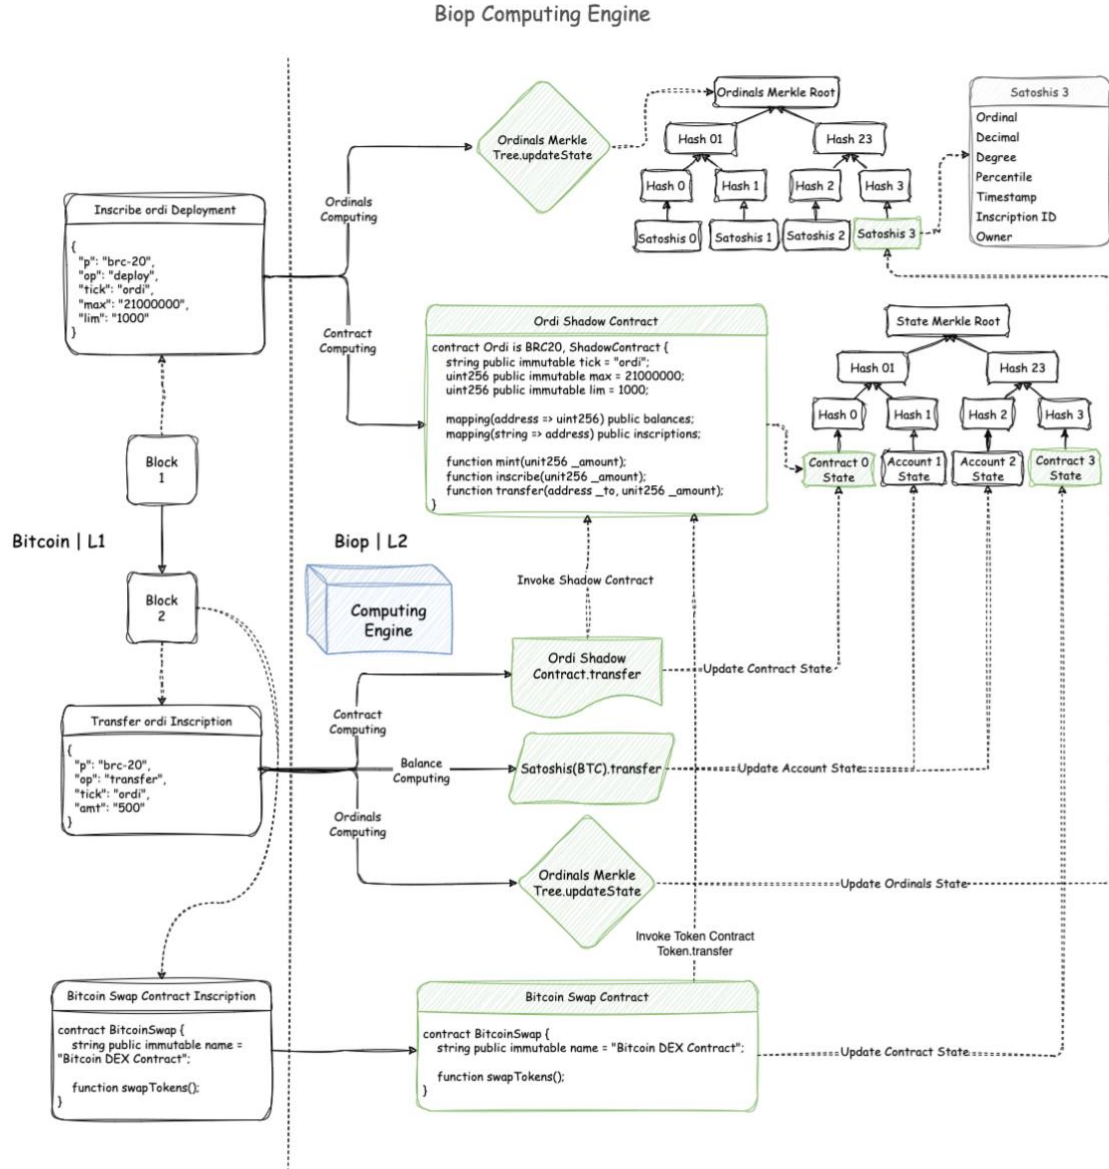 Biop Computing Engine
Ordinals Merkle
Tree.updateState
Ordinals Merkle Root
Hash 01
Hash 23
Hash 0
Hash 1
Hash 2
Hash 3
Satoshis 0
Satoshis 1
Satoshis 2
Satoshis 3
Satoshis 3
Ordinal
Decimal
Degree
Percentile
Timestamp
Inscription ID
Owner
Inscribe ordi Deployment
{
"p": "brc-20",
"op": "deploy",
"tick": "ordi",
"max": "21000000",
"lim": "1000"
}
Ordinals
Computing
Contract
Computing
Ordi Shadow Contract
contract Ordi is BRC20, ShadowContract {
string public immutable tick = "ordi";
uint256 public immutable max = 21000000;
uint256 public immutable lim = 1000;
mapping(address => uint256) public balances;
mapping(string => address) public inscriptions;
function mint(unit256 _amount);
function inscribe(unit256 _amount);
function transfer(address _to, unit256 _amount);
}
State Merkle Root
Hash 01
Hash 23
Hash 0
Hash 1
Hash 2
Hash 3
Contract 0
State
Account 1
State
Account 2
State
Contract 3
State
Block
1
Bitcoin | L1
Biop | L2
Block
2
Computing
Engine
Invoke Shadow Contract
Ordi Shadow
Contract.transfer
Update Contract State
Transfer ordi Inscription
{
"p": "brc-20",
"op": "transfer",
"tick": "ordi",
"amt": "500"
}
Contract
Computing
Balance
Computing
Ordinals
Computing
Satoshis(BTC).transfer
Update Account State
Ordinals Merkle
Tree.updateState
Update Ordinals State
Invoke Token Contract
Token.transfer
Bitcoin Swap Contract Inscription
contract BitcoinSwap {
string public immutable name =
"Bitcoin DEX Contract";
function swapTokens();
}
Bitcoin Swap Contract
contract BitcoinSwap {
string public immutable name = "Bitcoin DEX Contract";
function swapTokens();
}
Update Contract State